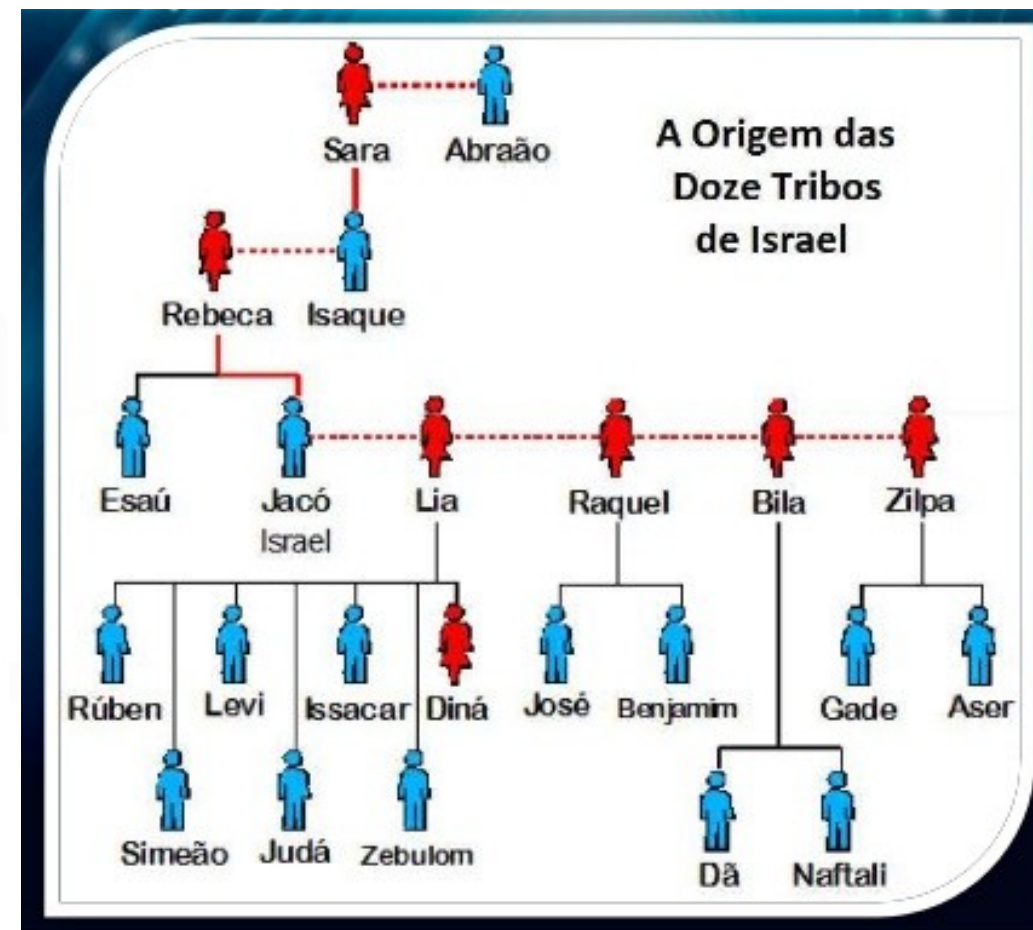 Sara Abraão
A Origem das
Doze Tribos
de Israel
Rebeca Isaque
Esaú Jacó Lia Raquel Bila Zilpa
Israel
Rúben Levi Issacar Diná José Benjamim Gade Aser
Simeão Judá Zebulom Dã Naftali